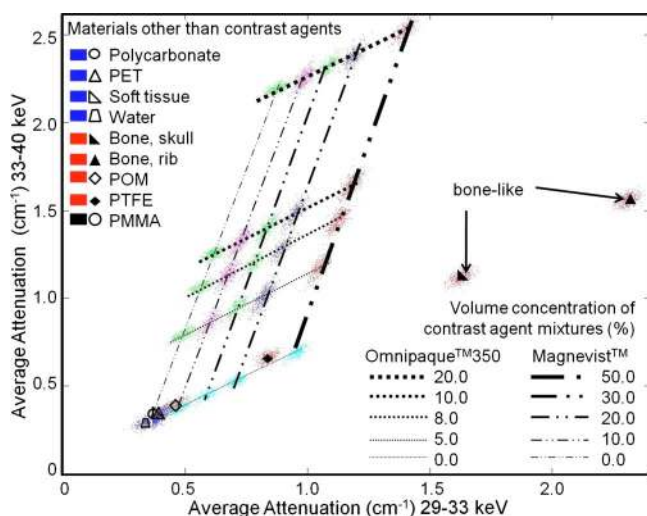 Materials other than contrast agents
Polycarbonate
PET
Soft tissue
Water
Bone, skull
Bone, rib
POM
PTFE
PMMA
bone-like
Volume concentration of
contrast agent mixtures (%)
Omnipaque™350 Magnevist™
20.0 50.0
10.0 30.0
8.0 20.0
5.0 10.0
0.0 0.0
2.5
2.0
1.5
1.0
0.5
0
Average Attenuation (cm⁻¹) 33-40 keV
0 0.5 1.0 1.5 2.0
Average Attenuation (cm⁻¹) 29-33 keV